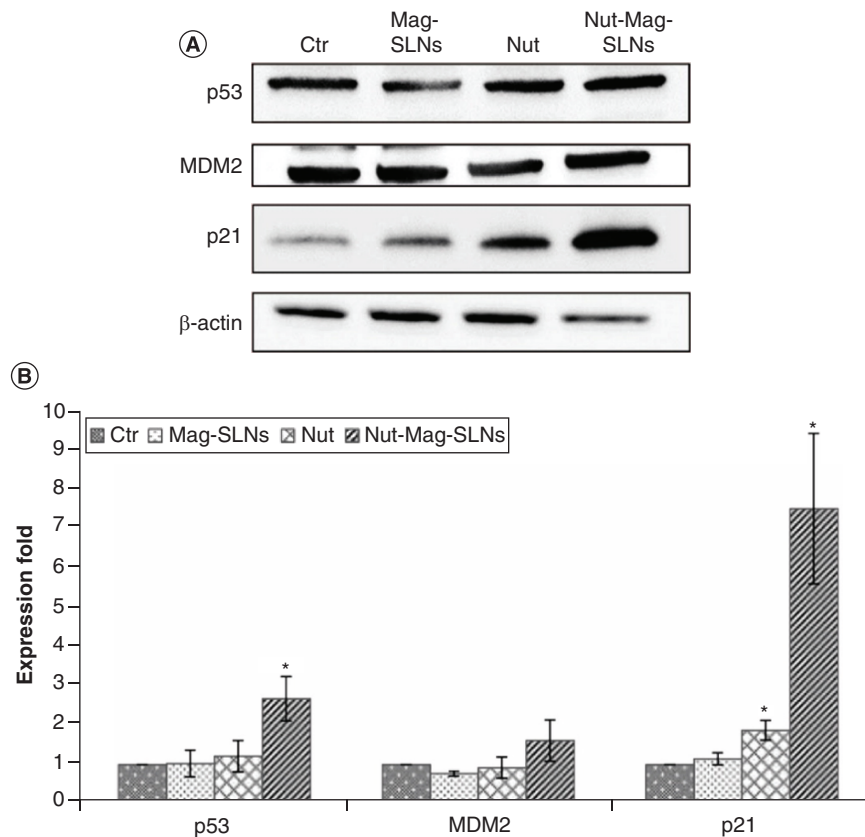 A
Ctr
Mag-
SLNs
Nut
Nut-Mag-
SLNs
p53
MDM2
p21
β-actin
B
Expression fold
10
9
8
7
6
5
4
3
2
1
0
Ctr Mag-SLNs Nut Nut-Mag-SLNs
*
*
*
p53 MDM2 p21